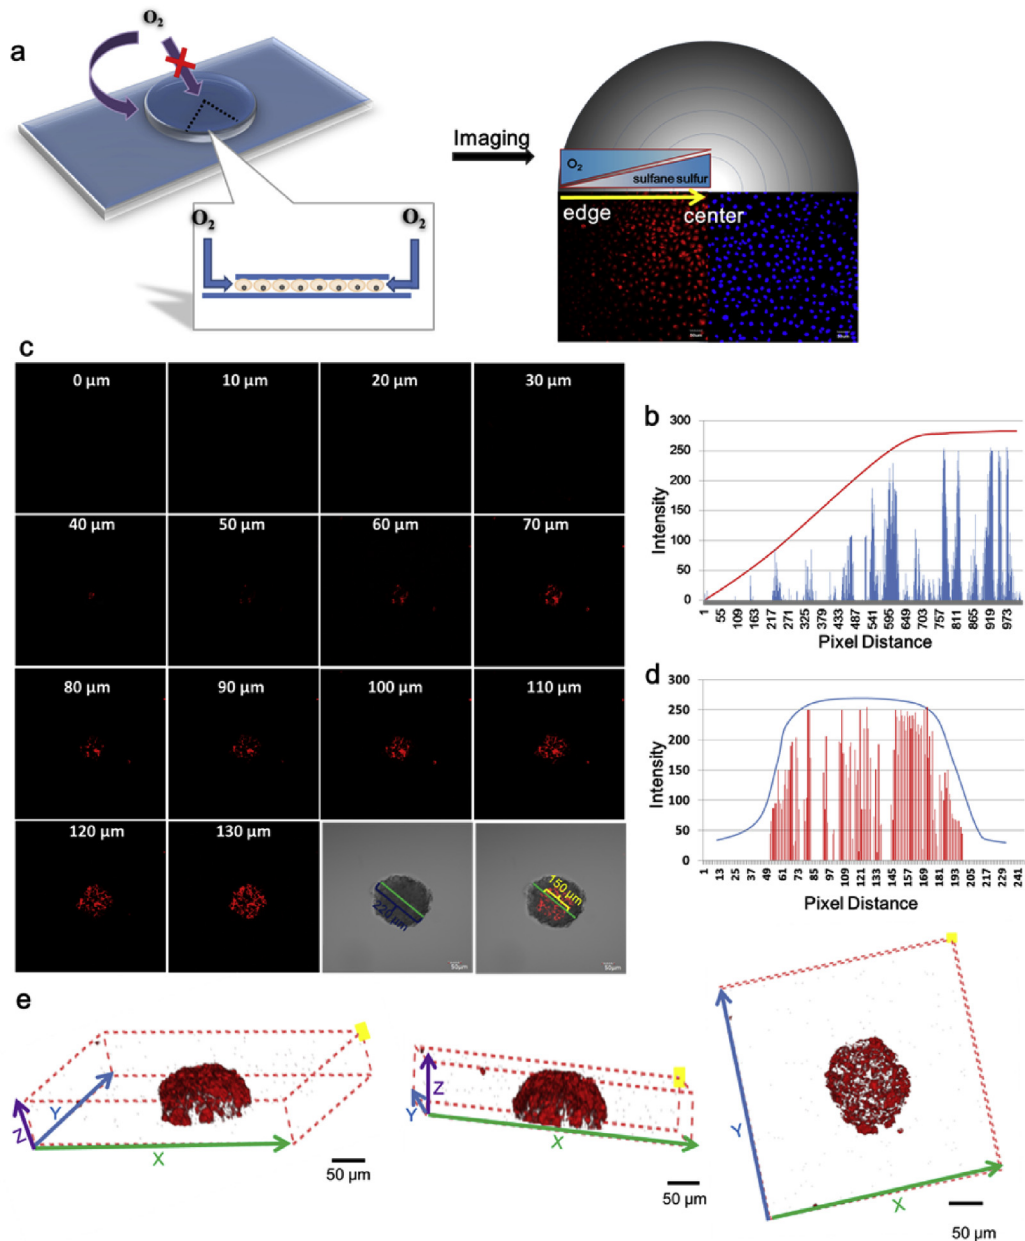 a
O2
Imaging
O2
sulfane sulfur
edge
center
O2
O2
50μm
50μm
c
0 μm
10 μm
20 μm
30 μm
40 μm
50 μm
60 μm
70 μm
80 μm
90 μm
100 μm
110 μm
120 μm
130 μm
220 μm
50μm
150 μm
50μm
b
Intensity
300
250
200
150
100
50
0
1 55 109 163 217 271 325 379 433 487 541 595 649 703 757 811 865 919 973
Pixel Distance
d
Intensity
300
250
200
150
100
50
0
1 13 25 37 49 61 73 85 97 109 121 133 145 157 169 181 193 205 217 229 241
Pixel Distance
e
Z
Y
X
50 μm
Z
Y
X
50 μm
Y
X
50 μm